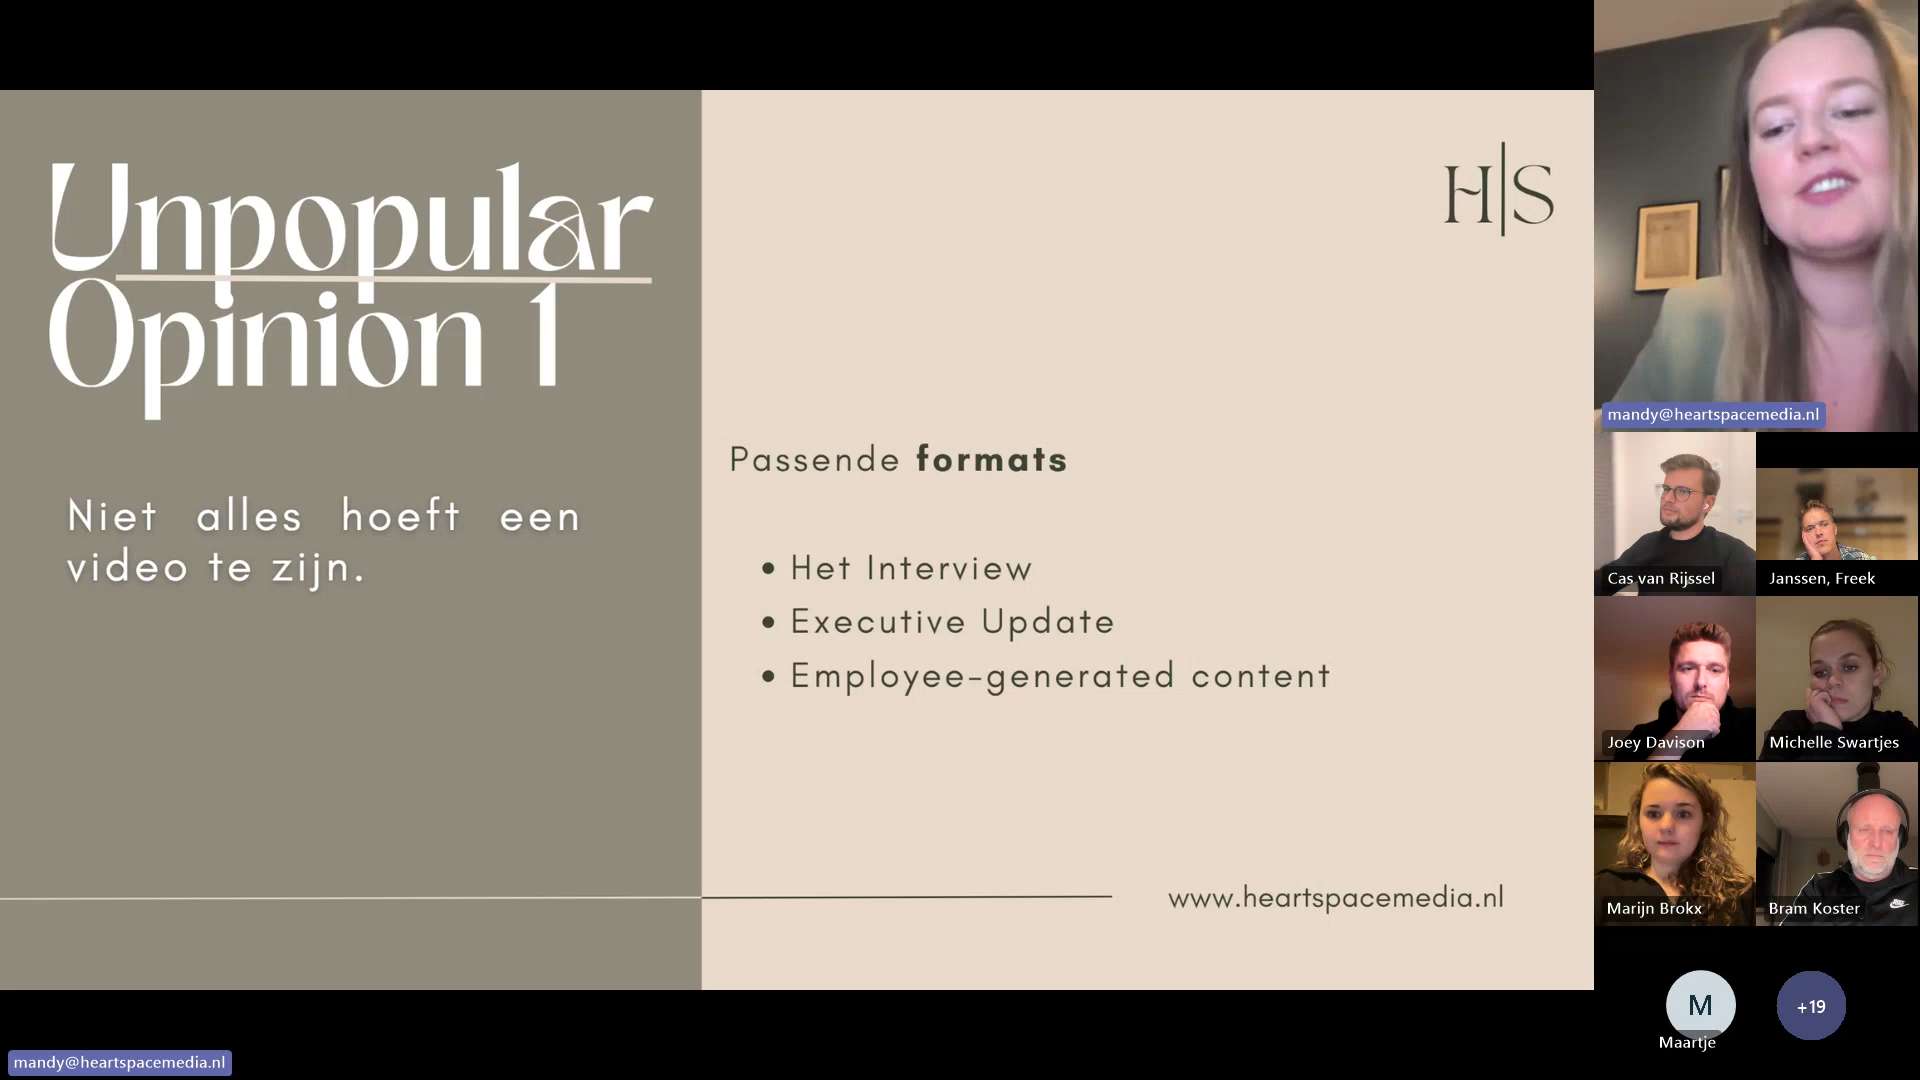 Unpopular
Opinion 1
Niet alles hoeft een
video te zijn.
H|S
Passende formats
• Het Interview
• Executive Update
• Employee-generated content
www.heartspacemedia.nl
mandy@heartspacemedia.nl
Cas van Rijssel
Janssen, Freek
Joey Davison
Michelle Swartjes
Marijn Brokx
Bram Koster
M
Maartje
+19
mandy@heartspacemedia.nl